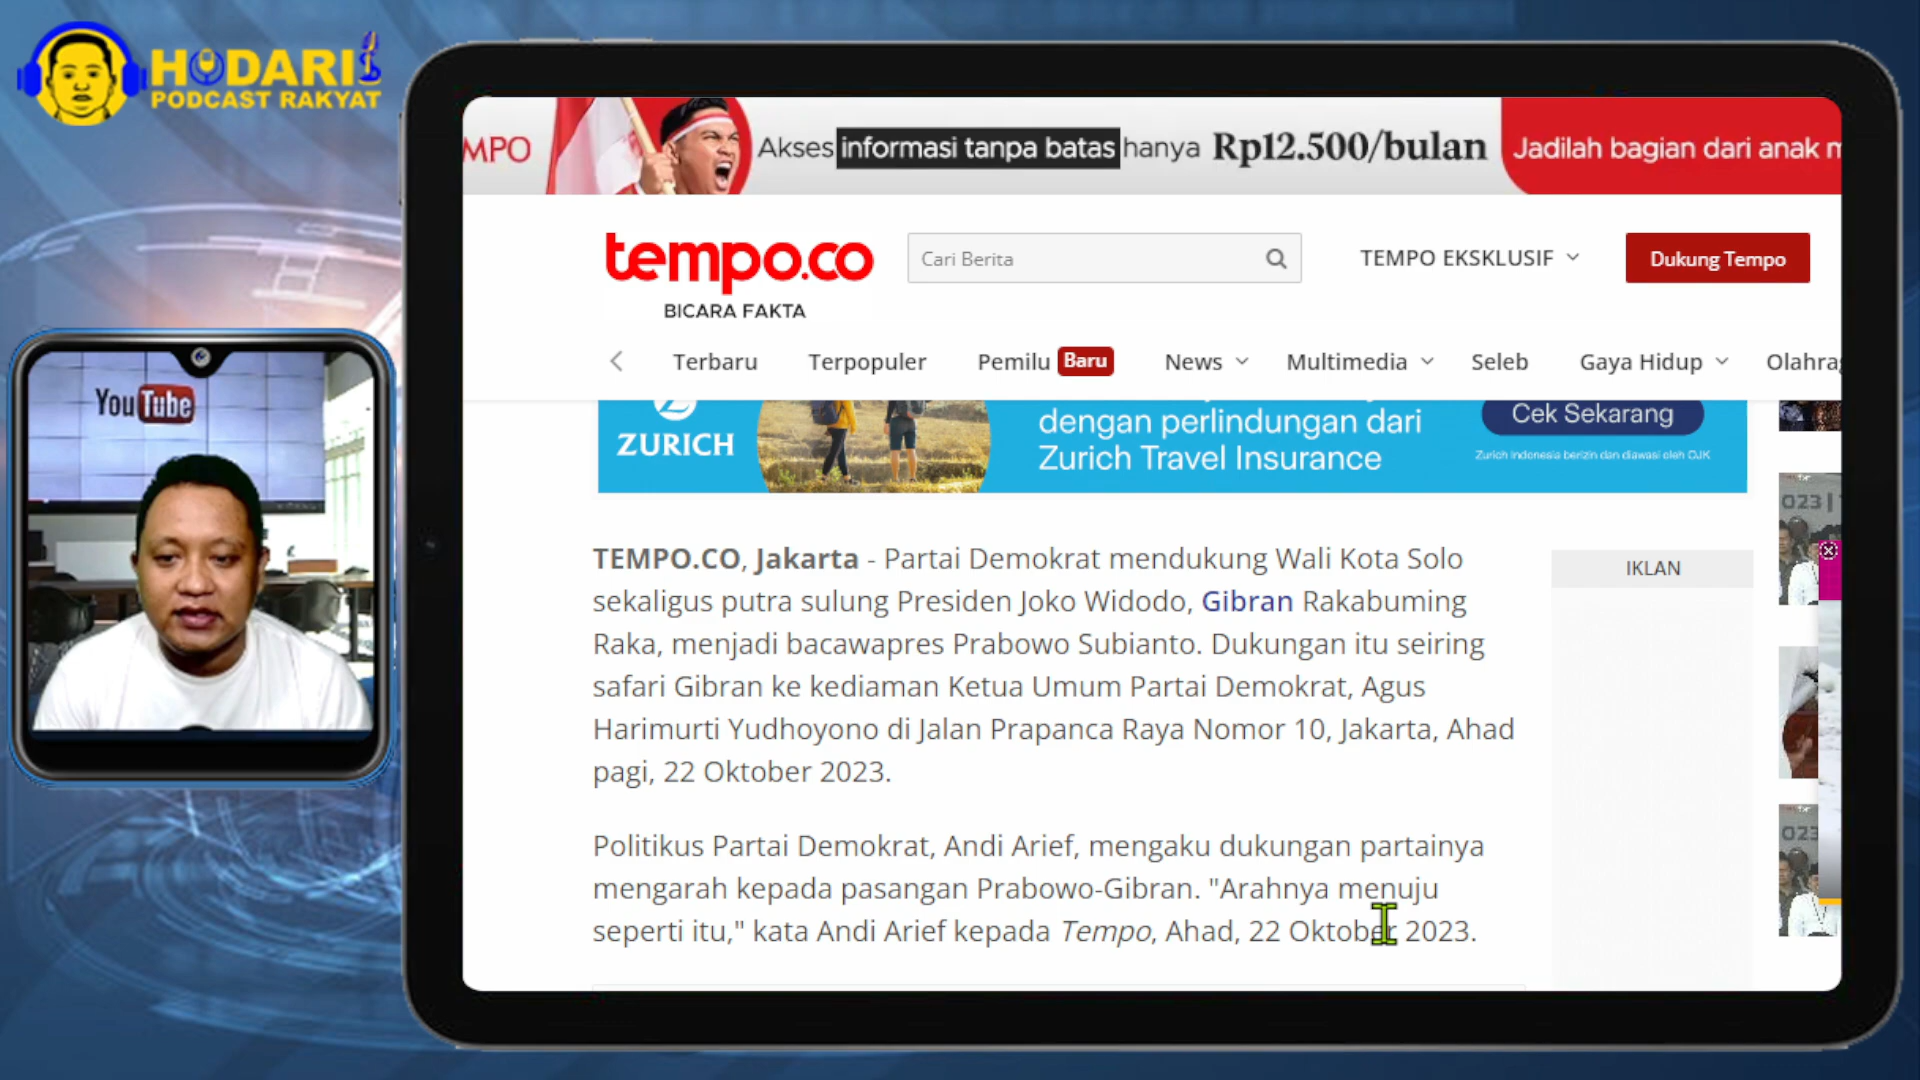 HODARI
PODCAST RAKYAT
YouTube
MPO
Akses informasi tanpa batas hanya Rp12.500/bulan
Jadilah bagian dari anak m
tempo.co
BICARA FAKTA
Cari Berita
TEMPO EKSKLUSIF
Dukung Tempo
Terbaru Terpopuler Pemilu Baru News Multimedia Seleb Gaya Hidup Olahra
ZURICH
dengan perlindungan dari
Zurich Travel Insurance
Cek Sekarang
Zurich Indonesia berizin dan diawasi oleh OJK
TEMPO.CO, Jakarta - Partai Demokrat mendukung Wali Kota Solo
sekaligus putra sulung Presiden Joko Widodo, Gibran Rakabuming
Raka, menjadi bacawapres Prabowo Subianto. Dukungan itu seiring
safari Gibran ke kediaman Ketua Umum Partai Demokrat, Agus
Harimurti Yudhoyono di Jalan Prapanca Raya Nomor 10, Jakarta, Ahad
pagi, 22 Oktober 2023.
Politikus Partai Demokrat, Andi Arief, mengaku dukungan partainya
mengarah kepada pasangan Prabowo-Gibran. "Arahnya menuju
seperti itu," kata Andi Arief kepada Tempo, Ahad, 22 Oktober 2023.
IKLAN
023 |
023